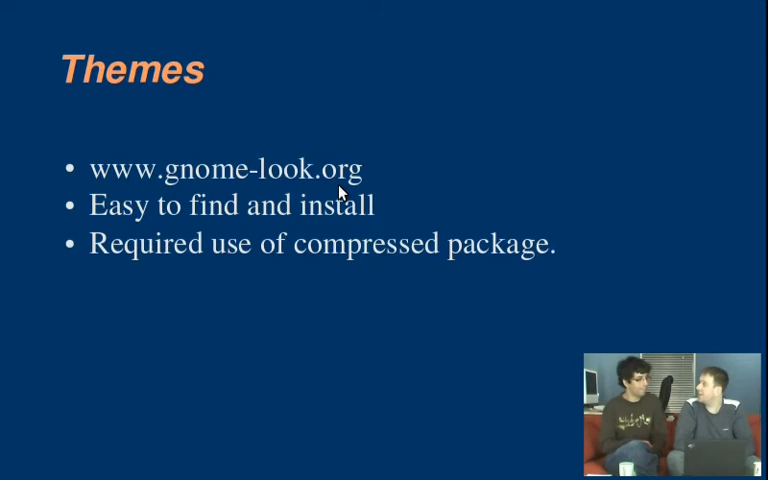 Themes
• www.gnome-look.org
• Easy to find and install
• Required use of compressed package.